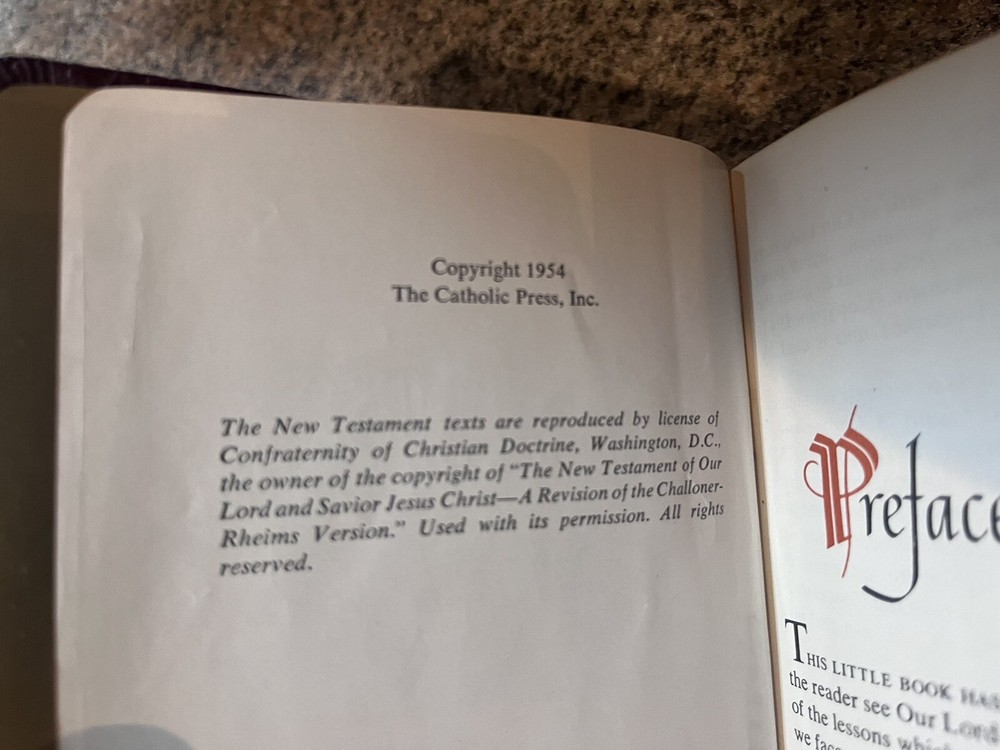 Copyright 1954
The Catholic Press, Inc.
The New Testament texts are reproduced by license of
Confraternity of Christian Doctrine, Washington, D.C.,
the owner of the copyright of “The New Testament of Our
Lord and Savior Jesus Christ—A Revision of the Challoner-
Rheims Version.” Used with its permission. All rights
reserved.
Preface
THIS LITTLE BOOK
the reader see Our Lord
of the lessons
we